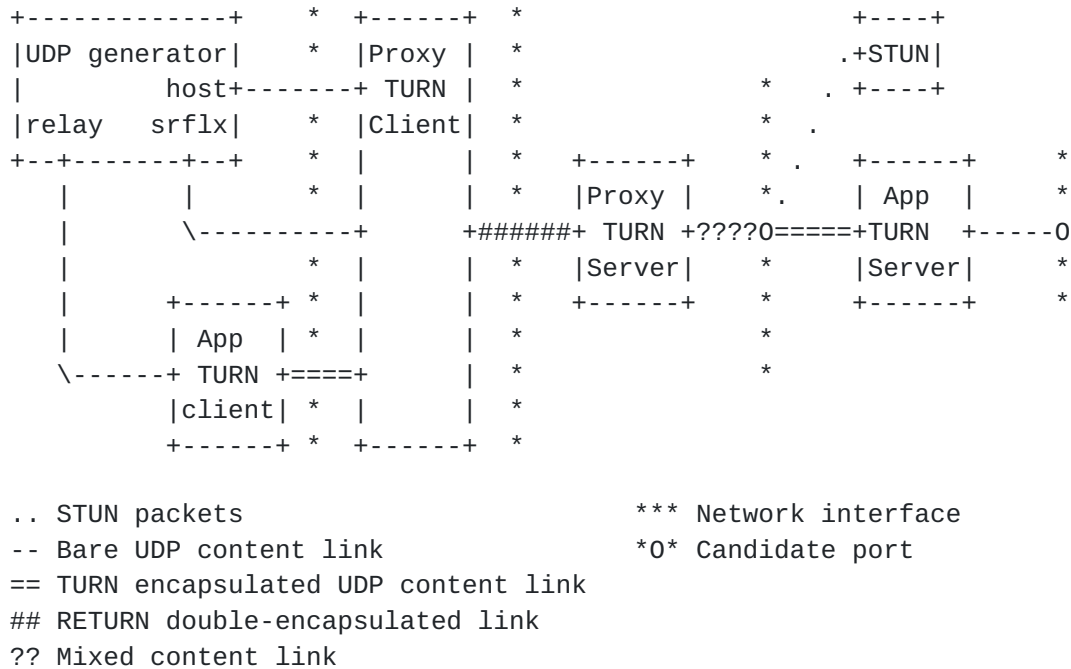 +-------------+    *  +------+  *                     +----+
|UDP generator|    *  |Proxy |  *                    .+STUN|
|         host+-------+ TURN |  *               *   . +----+
|relay   srflx|    *  |Client|  *               *  .
+--+-------+--+    *  |      |  *   +------+    * .   +------+     *
   |       |       *  |      |  *   |Proxy |    *.    | App  |     *
   |       \----------+      +######+ TURN +????O=====+TURN  +-----O
   |               *  |      |  *   |Server|    *     |Server|     *
   |      +------+ *  |      |  *   +------+    *     +------+     *
   |      | App  | *  |      |  *               *
   \------+ TURN +====+      |  *               *
          |client| *  |      |  *
          +------+ *  +------+  *

.. STUN packets                         *** Network interface
-- Bare UDP content link                *O* Candidate port
== TURN encapsulated UDP content link
## RETURN double-encapsulated link
?? Mixed content link